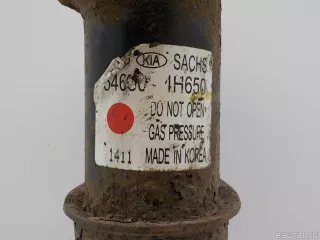 KIA SACHS
54650 - 1H650
DO NOT OPEN
GAS PRESSURE
1411 MADE IN KOREA